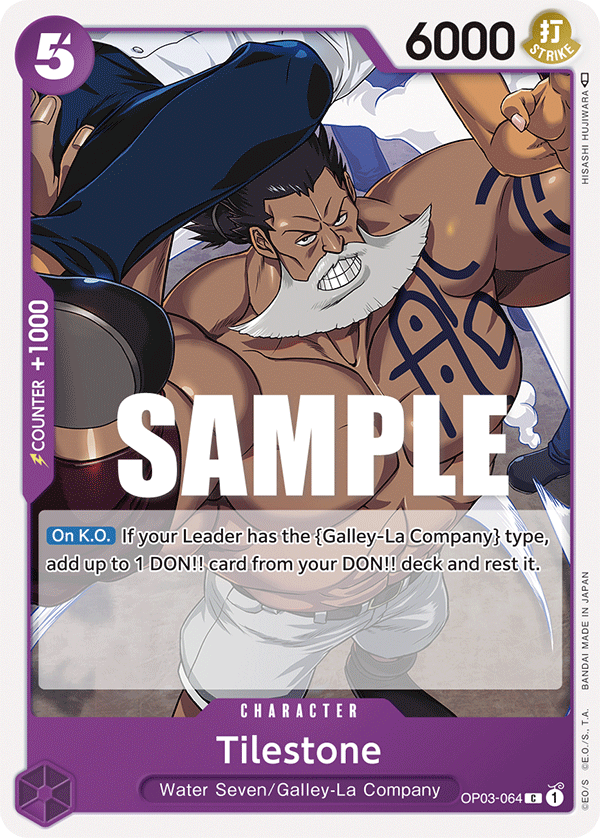 5
6000
打
STRIKE
HISASHI HUJIWARA
COUNTER +1000
SAMPLE
On K.O. If your Leader has the {Galley-La Company} type,
add up to 1 DON!! card from your DON!! deck and rest it.
CHARACTER
Tilestone
Water Seven/Galley-La Company
OP03-064 C 1
©E.O./S., T.A. BANDAI MADE IN JAPAN
©EO/S